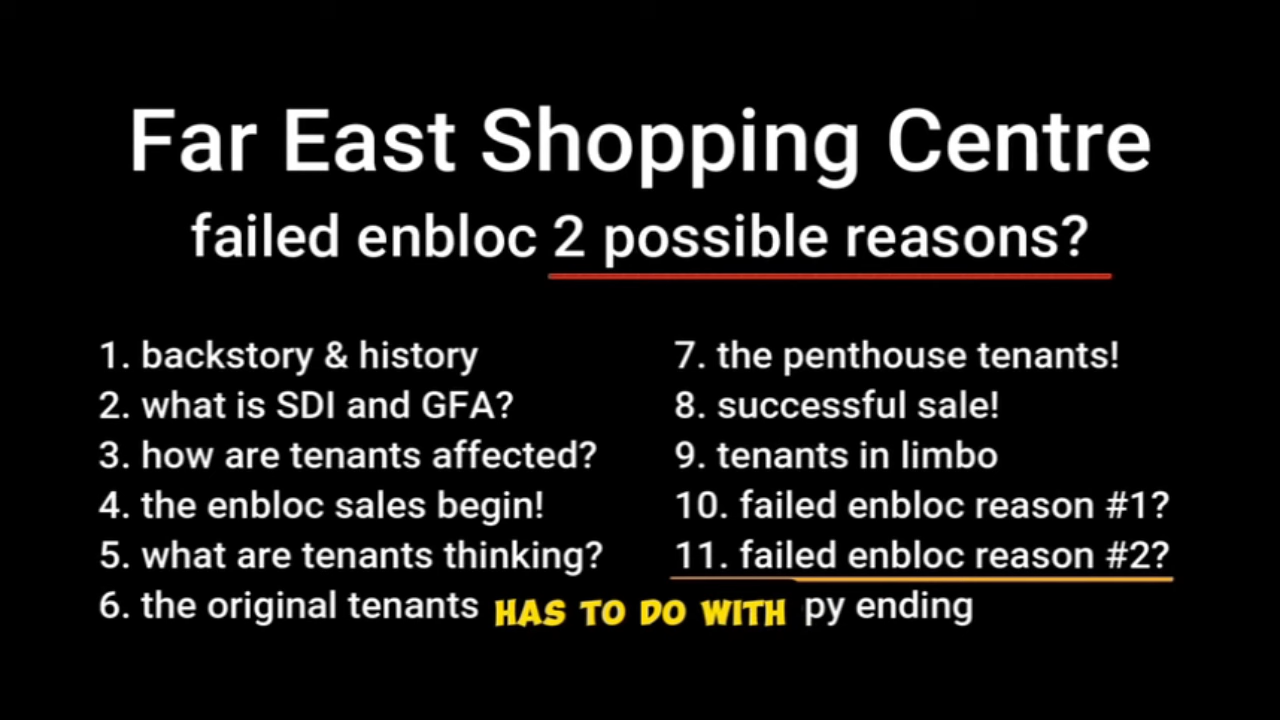 Far East Shopping Centre
failed enbloc 2 possible reasons?
1. backstory & history
2. what is SDI and GFA?
3. how are tenants affected?
4. the enbloc sales begin!
5. what are tenants thinking?
6. the original tenants
7. the penthouse tenants!
8. successful sale!
9. tenants in limbo
10. failed enbloc reason #1?
11. failed enbloc reason #2?
py ending
HAS TO DO WITH